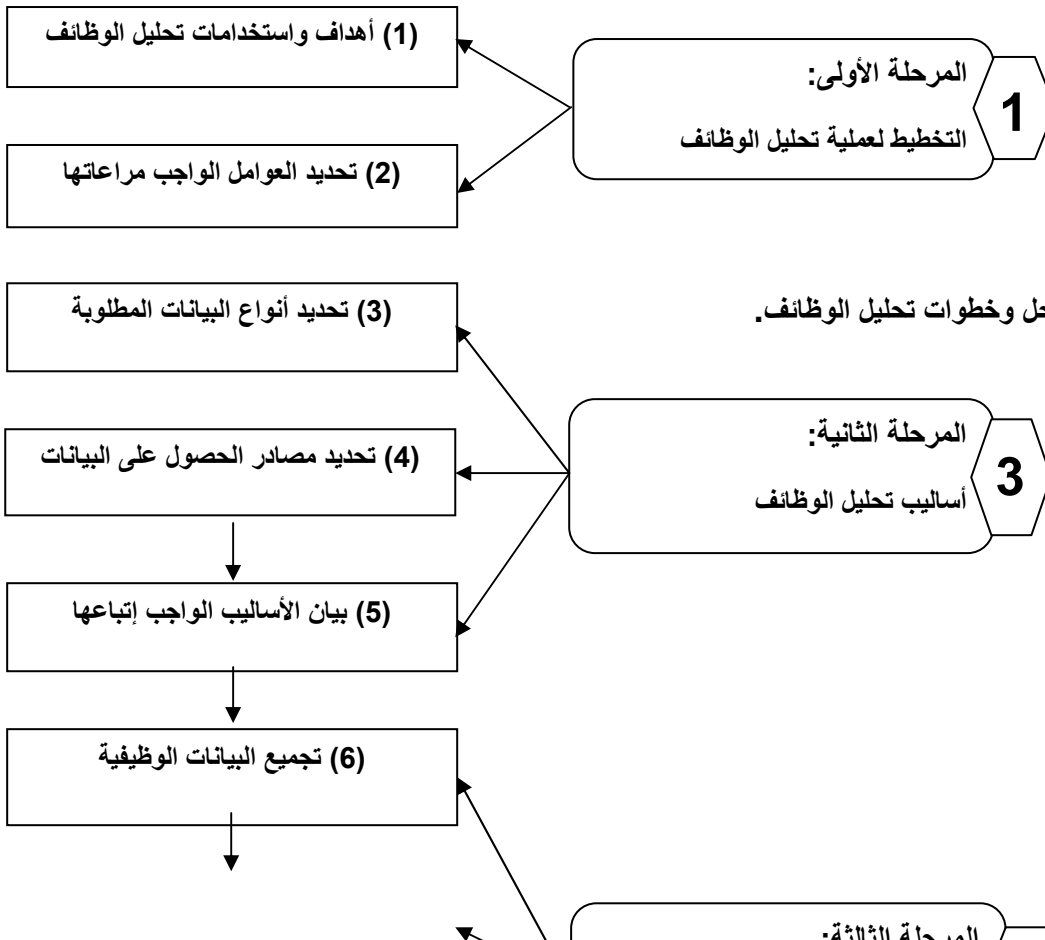 (1) أهداف واستخدامات تحليل الوظائف
المرحلة الأولى:
1
التخطيط لعملية تحليل الوظائف
(2) تحديد العوامل الواجب مراعاتها
(3) تحديد أنواع البيانات المطلوبة
وخطوات تحليل الوظائف.
المرحلة الثانية:
3
(4) تحديد مصادر الحصول على البيانات
أساليب تحليل الوظائف
(5) بيان الأساليب الواجب إتباعها
(6) تجميع البيانات الوظيفية
المرحلة الثالثة: